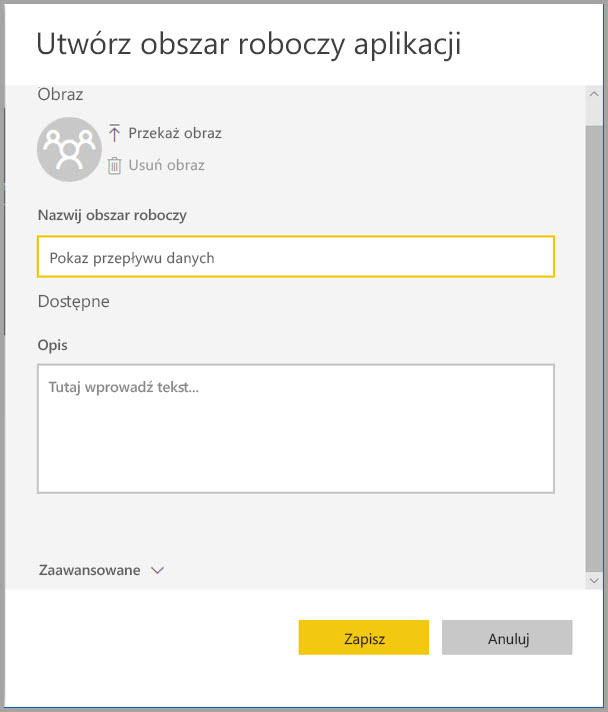 Utwórz obszar roboczy aplikacji
Obraz
Przekaż obraz
Usuń obraz
Nazwij obszar roboczy
Pokaz przepływu danych
Dostępne
Opis
Tutaj wprowadź tekst...
Zaawansowane
Zapisz
Anuluj